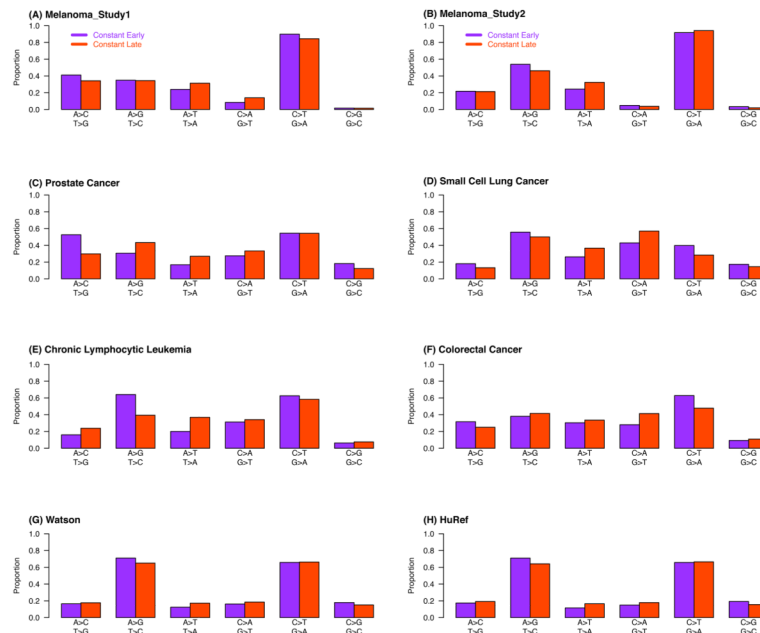 (A) Melanoma_Study1
Proportion
1.0
0.8
0.6
0.4
0.2
0.0
Constant Early
Constant Late
A>C A>G A>T C>A C>T C>G
T>G T>C T>A G>T G>A G>C
(B) Melanoma_Study2
Proportion
1.0
0.8
0.6
0.4
0.2
0.0
Constant Early
Constant Late
A>C A>G A>T C>A C>T C>G
T>G T>C T>A G>T G>A G>C
(C) Prostate Cancer
Proportion
1.0
0.8
0.6
0.4
0.2
0.0
A>C A>G A>T C>A C>T C>G
T>G T>C T>A G>T G>A G>C
(D) Small Cell Lung Cancer
Proportion
1.0
0.8
0.6
0.4
0.2
0.0
A>C A>G A>T C>A C>T C>G
T>G T>C T>A G>T G>A G>C
(E) Chronic Lymphocytic Leukemia
Proportion
1.0
0.8
0.6
0.4
0.2
0.0
A>C A>G A>T C>A C>T C>G
T>G T>C T>A G>T G>A G>C
(F) Colorectal Cancer
Proportion
1.0
0.8
0.6
0.4
0.2
0.0
A>C A>G A>T C>A C>T C>G
T>G T>C T>A G>T G>A G>C
(G) Watson
Proportion
1.0
0.8
0.6
0.4
0.2
0.0
A>C A>G A>T C>A C>T C>G
T>G T>C T>A G>T G>A G>C
(H) HuRef
Proportion
1.0
0.8
0.6
0.4
0.2
0.0
A>C A>G A>T C>A C>T C>G
T>G T>C T>A G>T G>A G>C